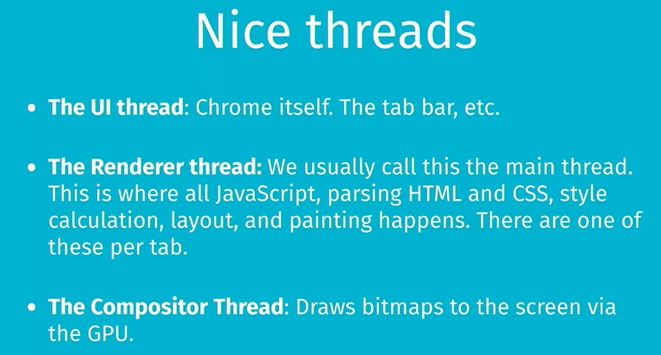 Nice threads
• The UI thread: Chrome itself. The tab bar, etc.
• The Renderer thread: We usually call this the main thread.
This is where all JavaScript, parsing HTML and CSS, style
calculation, layout, and painting happens. There are one of
these per tab.
• The Compositor Thread: Draws bitmaps to the screen via
the GPU.